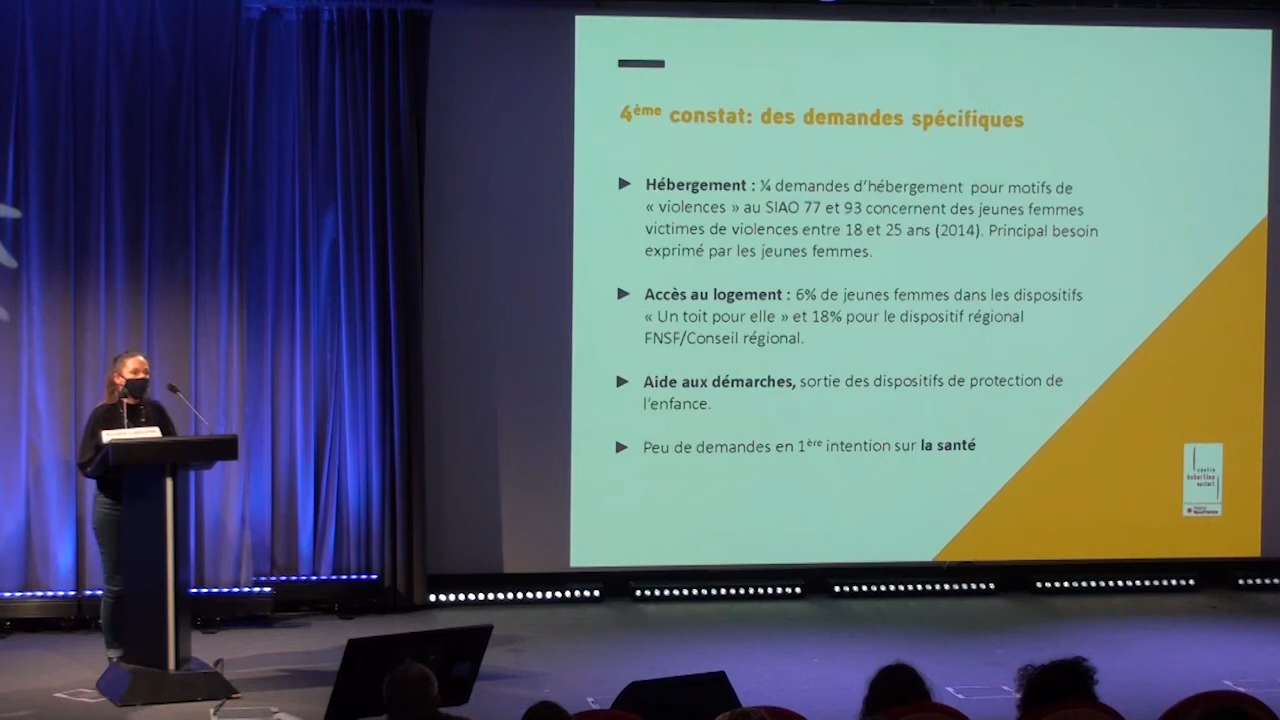 4ème constat: des demandes spécifiques
► Hébergement : ¼ demandes d'hébergement pour motifs de
« violences » au SIAO 77 et 93 concernent des jeunes femmes
victimes de violences entre 18 et 25 ans (2014). Principal besoin
exprimé par les jeunes femmes.
► Accès au logement : 6% de jeunes femmes dans les dispositifs
« Un toit pour elle » et 18% pour le dispositif régional
FNSF/Conseil régional.
► Aide aux démarches, sortie des dispositifs de protection de
l'enfance.
► Peu de demandes en 1ère intention sur la santé
centre
hubertine
auclert